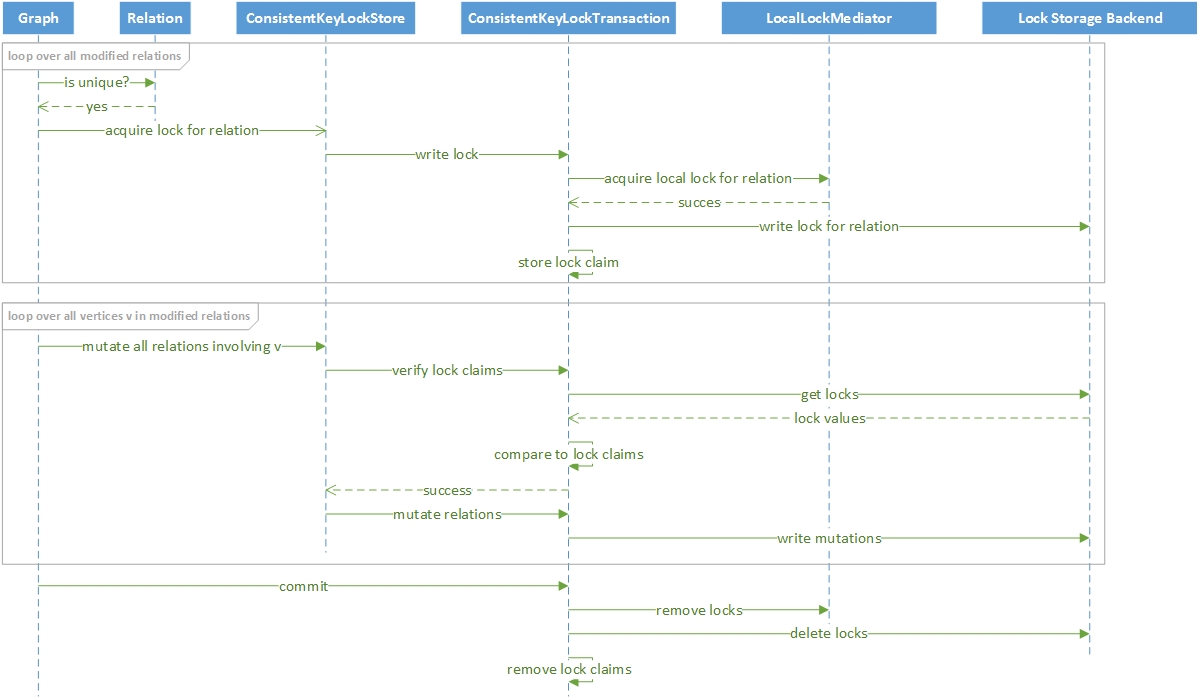 Graph
Relation
ConsistentKeyLockStore
ConsistentKeyLockTransaction
LocalLockMediator
Lock Storage Backend
loop over all modified relations
is unique?
yes
acquire lock for relation
write lock
acquire local lock for relation
succes
write lock for relation
store lock claim
loop over all vertices v in modified relations
mutate all relations involving v
verify lock claims
get locks
lock values
compare to lock claims
success
mutate relations
write mutations
commit
remove locks
delete locks
remove lock claims